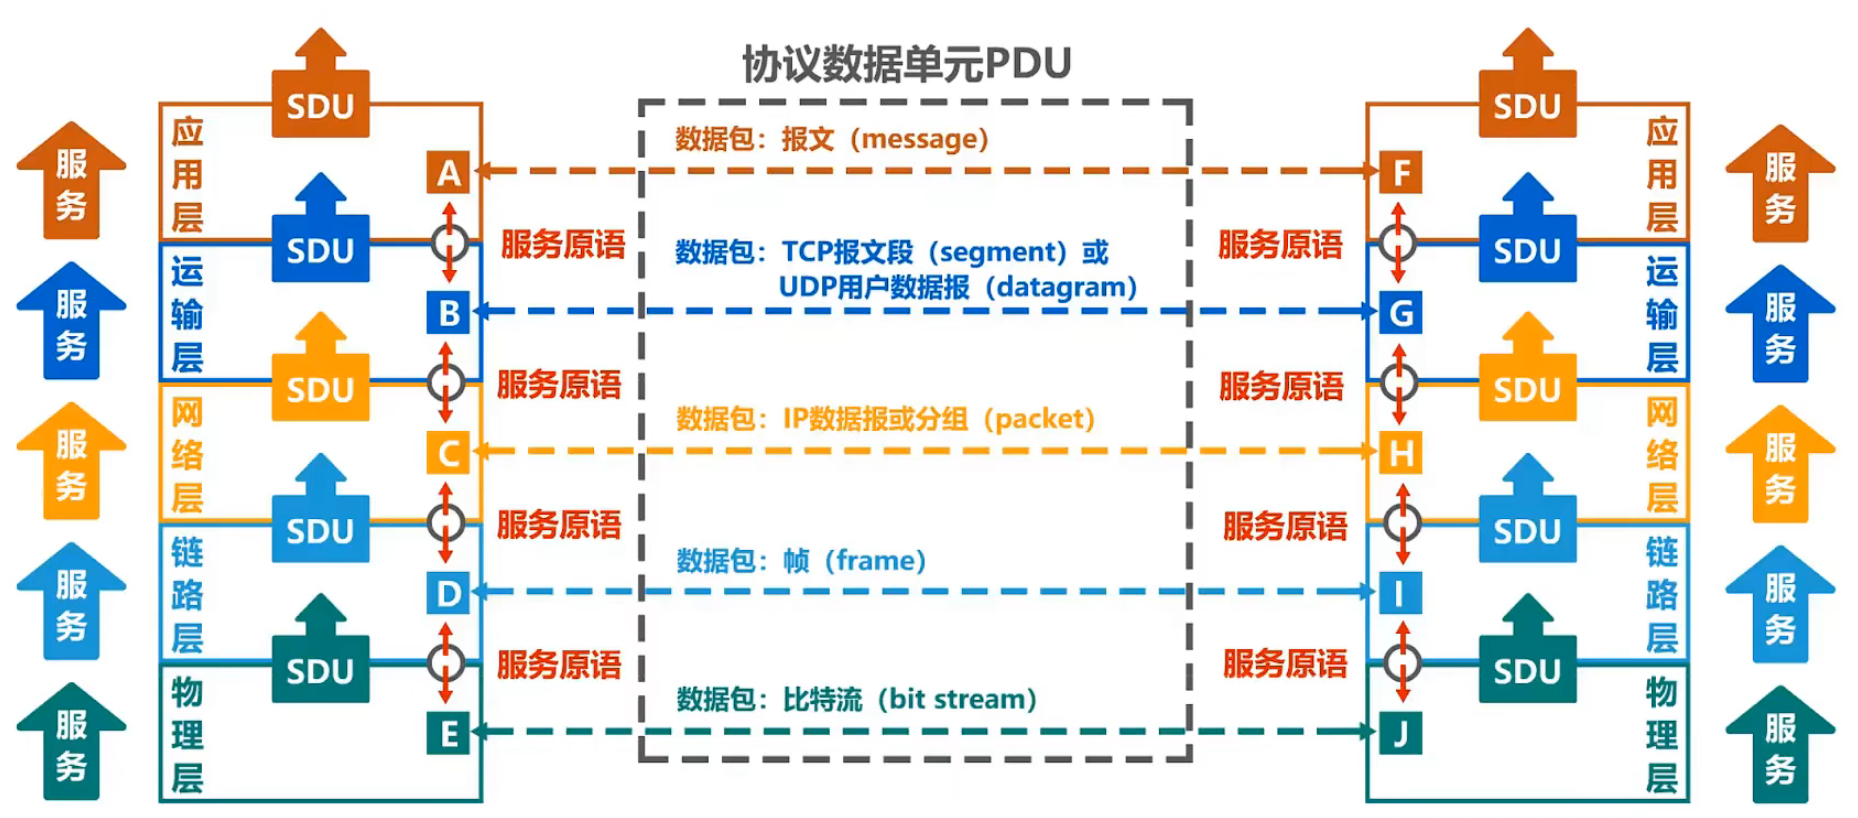 协议数据单元PDU
SDU
SDU
应用层
服务
A
数据包：报文（message）
F
应用层
服务
服务原语
服务原语
SDU
SDU
运输层
服务
B
数据包：TCP报文段（segment）或
UDP用户数据报（datagram）
G
运输层
服务
服务原语
服务原语
SDU
SDU
网络层
服务
C
数据包：IP数据报或分组（packet）
H
网络层
服务
服务原语
服务原语
SDU
SDU
链路层
服务
D
数据包：帧（frame）
I
链路层
服务
服务原语
服务原语
SDU
SDU
物理层
服务
E
数据包：比特流（bit stream）
J
物理层
服务